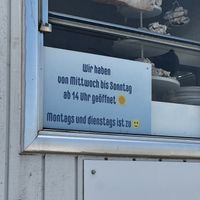 Wir haben
von Mittwoch bis Sonntag
ab 14 Uhr geöffnet 🌞
Montags und dienstags ist zu 😀